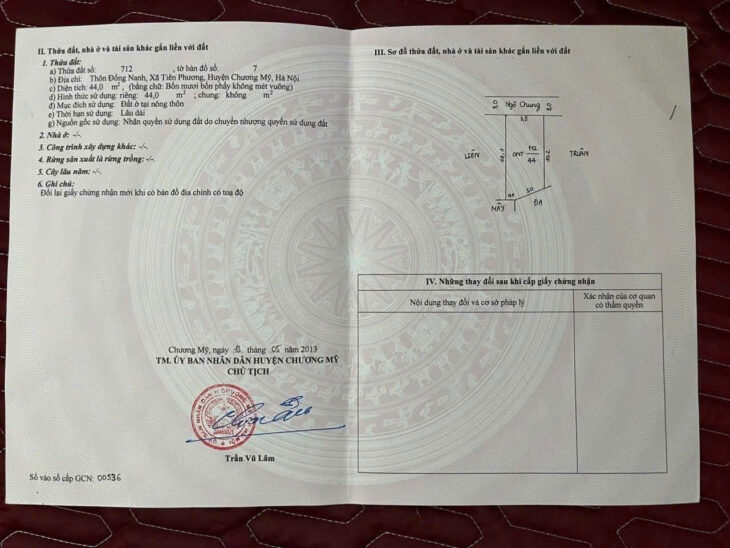 II. Thửa đất, nhà ở và tài sản khác gắn liền với đất
1. Thửa đất:
a) Thửa đất số: 712 , tờ bản đồ số: 7
b) Địa chỉ: Thôn Đồng Nanh, Xã Tiên Phương, Huyện Chương Mỹ, Hà Nội
c) Diện tích: 44,0 m², (bằng chữ: Bốn mươi bốn phẩy không mét vuông)
d) Hình thức sử dụng: riêng: 44,0 m²; chung: không m²
đ) Mục đích sử dụng: Đất ở tại nông thôn
e) Thời hạn sử dụng: Lâu dài
g) Nguồn gốc sử dụng: Nhận quyền sử dụng đất do chuyển nhượng quyền sử dụng đất
2. Nhà ở: -/-.
3. Công trình xây dựng khác: -/-.
4. Rừng sản xuất là rừng trồng: -/-.
5. Cây lâu năm: -/-.
6. Ghi chú:
Đổi lại giấy chứng nhận mới khi có bản đồ địa chính có toạ độ
Chương Mỹ, ngày tháng 05 năm 2013
TM. ỦY BAN NHÂN DÂN HUYỆN CHƯƠNG MỸ
CHỦ TỊCH
Trần Vũ Lâm
Số vào sổ cấp GCN: 00536
III. Sơ đồ thửa đất, nhà ở và tài sản khác gắn liền với đất
Ngõ Chung
3,5
LIÊN
ONT 712
44
TRUÂN
MÂY
ĐA
IV. Những thay đổi sau khi cấp giấy chứng nhận
Nội dung thay đổi và cơ sở pháp lý
Xác nhận của cơ quan
có thẩm quyền